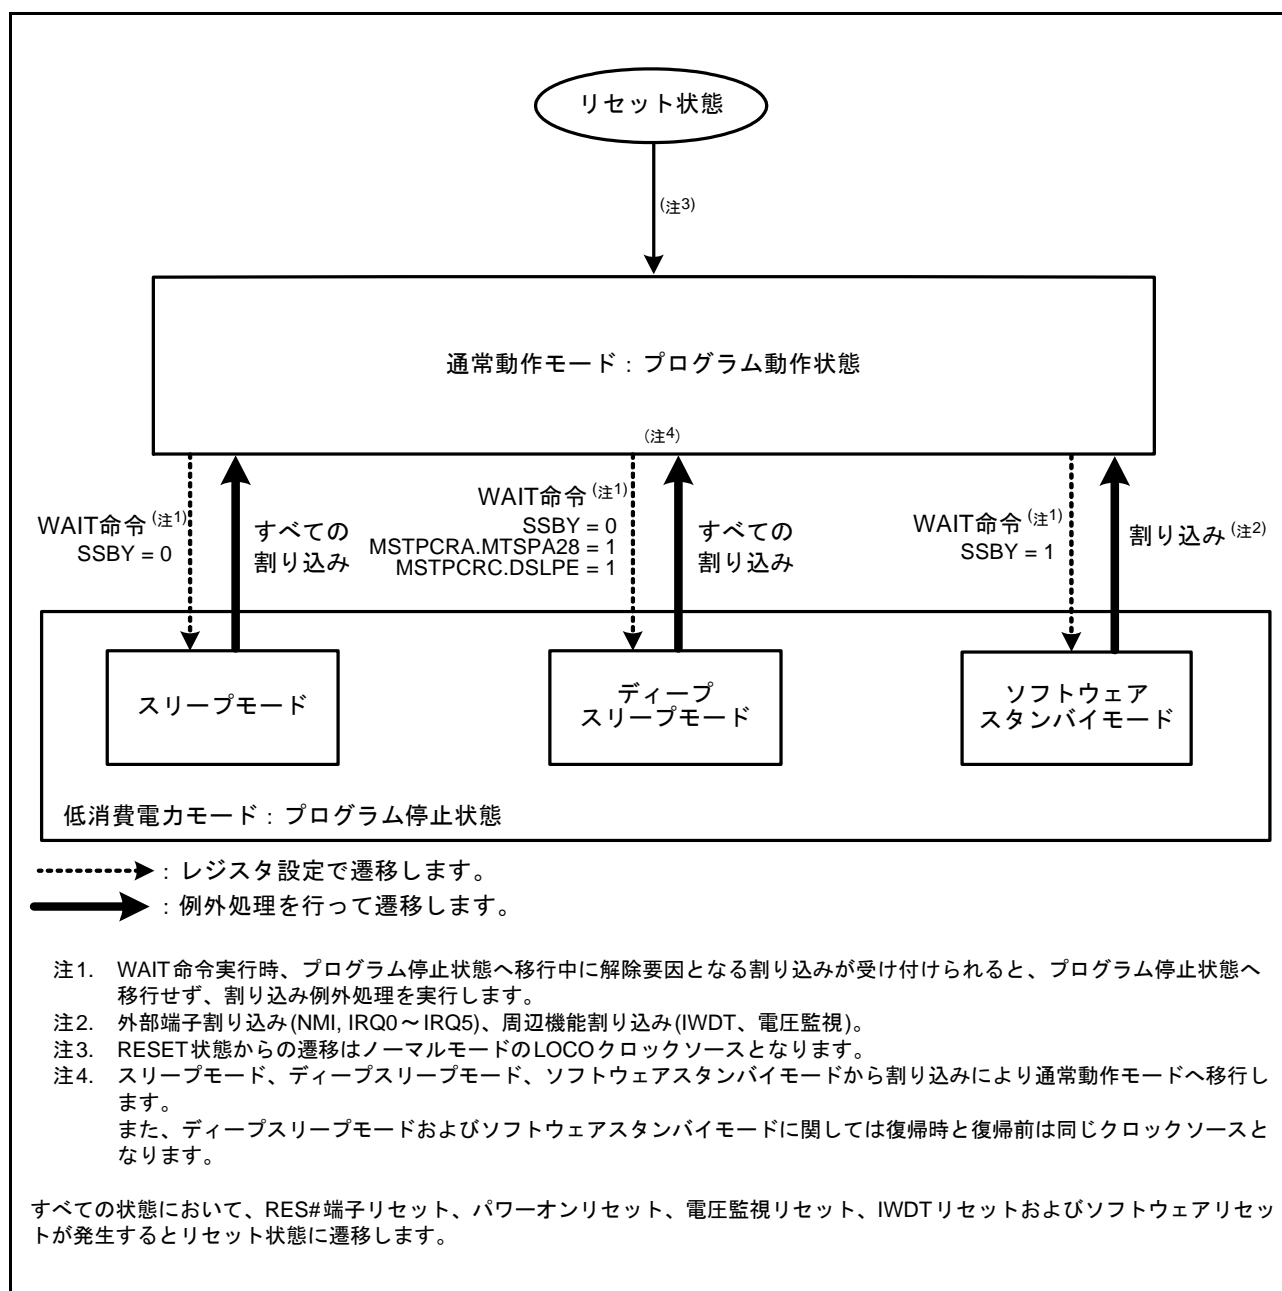 リセット状態
(注3)
通常動作モード：プログラム動作状態
(注4)
WAIT命令(注1)
SSBY = 0
すべての
割り込み
WAIT命令(注1)
SSBY = 0
MSTPCRA.MTSPA28 = 1
MSTPCRC.DSLPE = 1
すべての
割り込み
WAIT命令(注1)
SSBY = 1
割り込み(注2)
スリープモード
ディープ
スリープモード
ソフトウェア
スタンバイモード
低消費電力モード：プログラム停止状態
：レジスタ設定で遷移します。
：例外処理を行って遷移します。
注1. WAIT命令実行時、プログラム停止状態へ移行中に解除要因となる割り込みが受け付けられると、プログラム停止状態へ
移行せず、割り込み例外処理を実行します。
注2. 外部端子割り込み(NMI, IRQ0～IRQ5)、周辺機能割り込み(IWDT、電圧監視)。
注3. RESET状態からの遷移はノーマルモードのLOCOクロックソースとなります。
注4. スリープモード、ディープスリープモード、ソフトウェアスタンバイモードから割り込みにより通常動作モードへ移行し
ます。
また、ディープスリープモードおよびソフトウェアスタンバイモードに関しては復帰時と復帰前は同じクロックソースと
なります。
すべての状態において、RES#端子リセット、パワーオンリセット、電圧監視リセット、IWDTリセットおよびソフトウェアリセッ
トが発生するとリセット状態に遷移します。